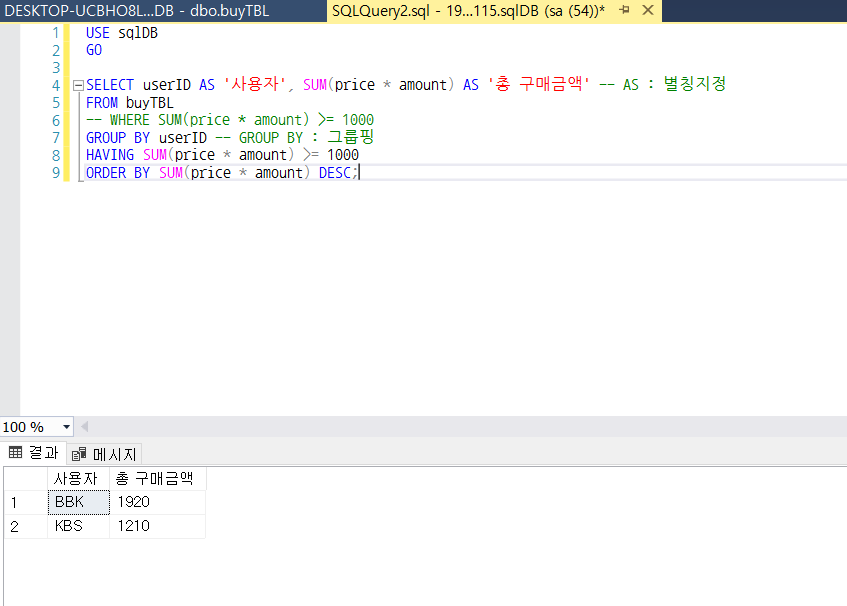 DESKTOP-UCBHO8L...DB - dbo.buyTBL
SQLQuery2.sql - 19...115.sqlDB (sa (54))*
1 USE sqlDB
2 GO
3
4 SELECT userID AS '사용자', SUM(price * amount) AS '총 구매금액' -- AS : 별칭지정
5 FROM buyTBL
6 -- WHERE SUM(price * amount) >= 1000
7 GROUP BY userID -- GROUP BY : 그룹핑
8 HAVING SUM(price * amount) >= 1000
9 ORDER BY SUM(price * amount) DESC;
100 %
결과 메시지
사용자 총 구매금액
1 BBK 1920
2 KBS 1210